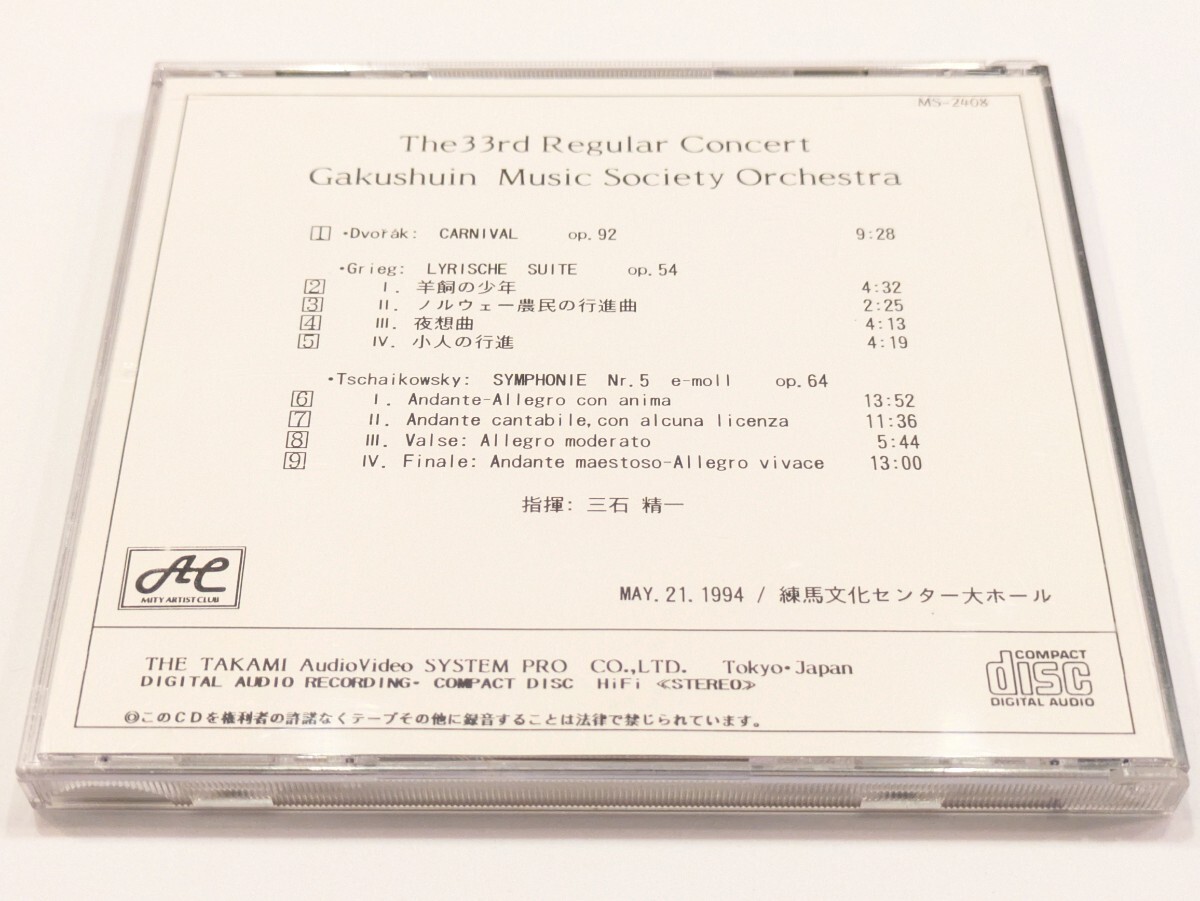 MS-2408
The33rd Regular Concert
Gakushuin Music Society Orchestra
1 ・Dvořák: CARNIVAL op.92 9:28
・Grieg: LYRISCHE SUITE op.54
2 I. 羊飼の少年 4:32
3 II. ノルウェー農民の行進曲 2:25
4 III. 夜想曲 4:13
5 IV. 小人の行進 4:19
・Tschaikowsky: SYMPHONIE Nr.5 e-moll op.64
6 I. Andante-Allegro con anima 13:52
7 II. Andante cantabile,con alcuna licenza 11:36
8 III. Valse: Allegro moderato 5:44
9 IV. Finale: Andante maestoso-Allegro vivace 13:00
指揮: 三石 精一
AC
MITY ARTIST CLUB
MAY.21.1994 / 練馬文化センター大ホール
THE TAKAMI AudioVideo SYSTEM PRO CO.,LTD. Tokyo・Japan
DIGITAL AUDIO RECORDING・ COMPACT DISC HiFi ≪STEREO≫
COMPACT
disc
DIGITAL AUDIO
◎このCDを権利者の許諾なくテープその他に録音することは法律で禁じられています。